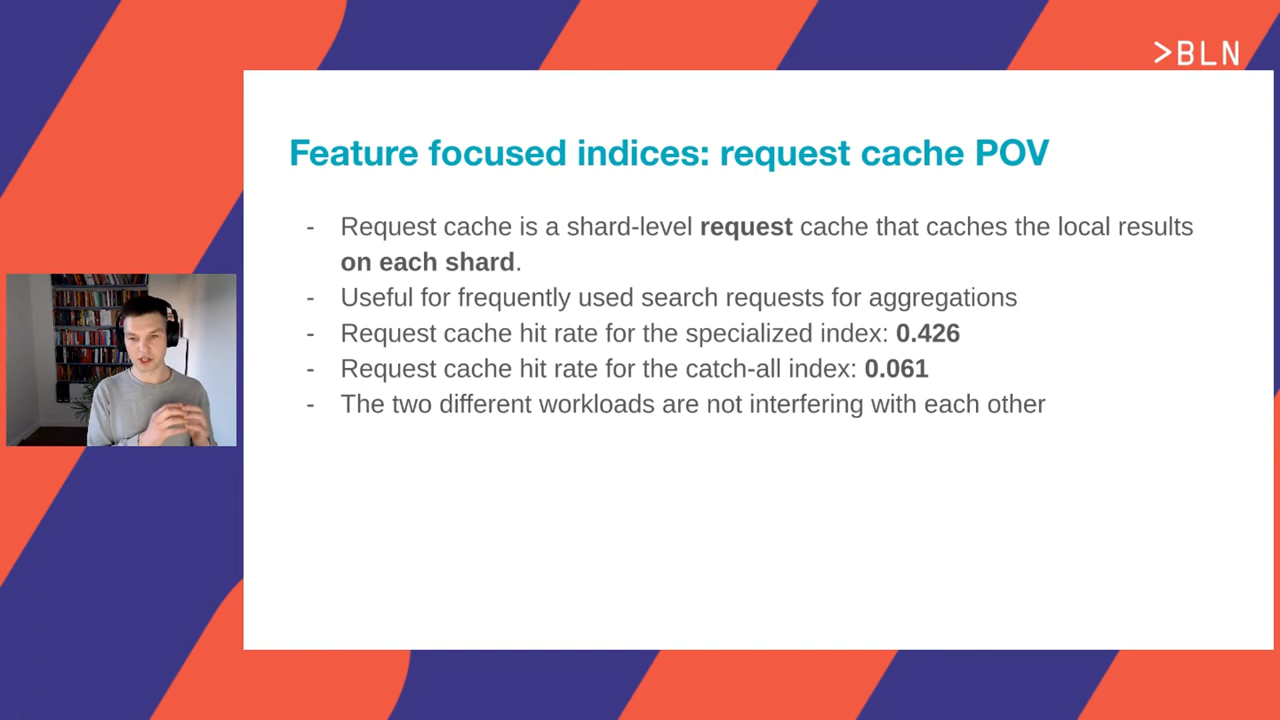 >BLN
Feature focused indices: request cache POV
- Request cache is a shard-level request cache that caches the local results
on each shard.
- Useful for frequently used search requests for aggregations
- Request cache hit rate for the specialized index: 0.426
- Request cache hit rate for the catch-all index: 0.061
- The two different workloads are not interfering with each other